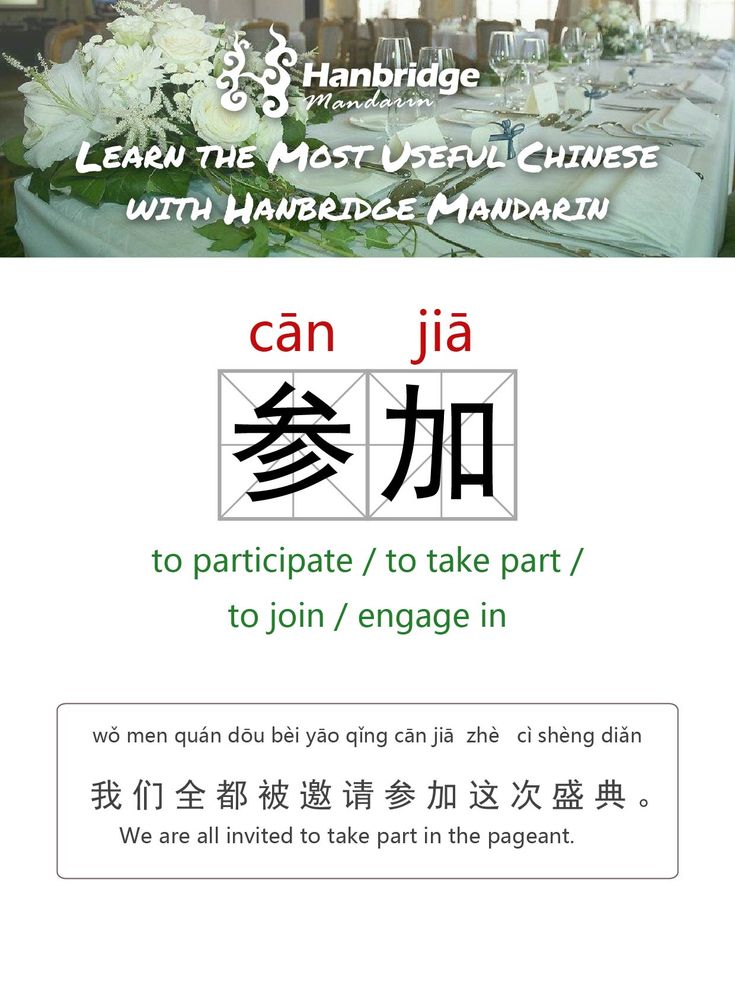 Hanbridge
Mandarin
LEARN THE MOST USEFUL CHINESE
WITH HANBRIDGE MANDARIN
cān jiā
参加
to participate / to take part /
to join / engage in
wǒ men quán dōu bèi yāo qǐng cān jiā zhè cì shèng diǎn
我们全都被邀请参加这次盛典。
We are all invited to take part in the pageant.